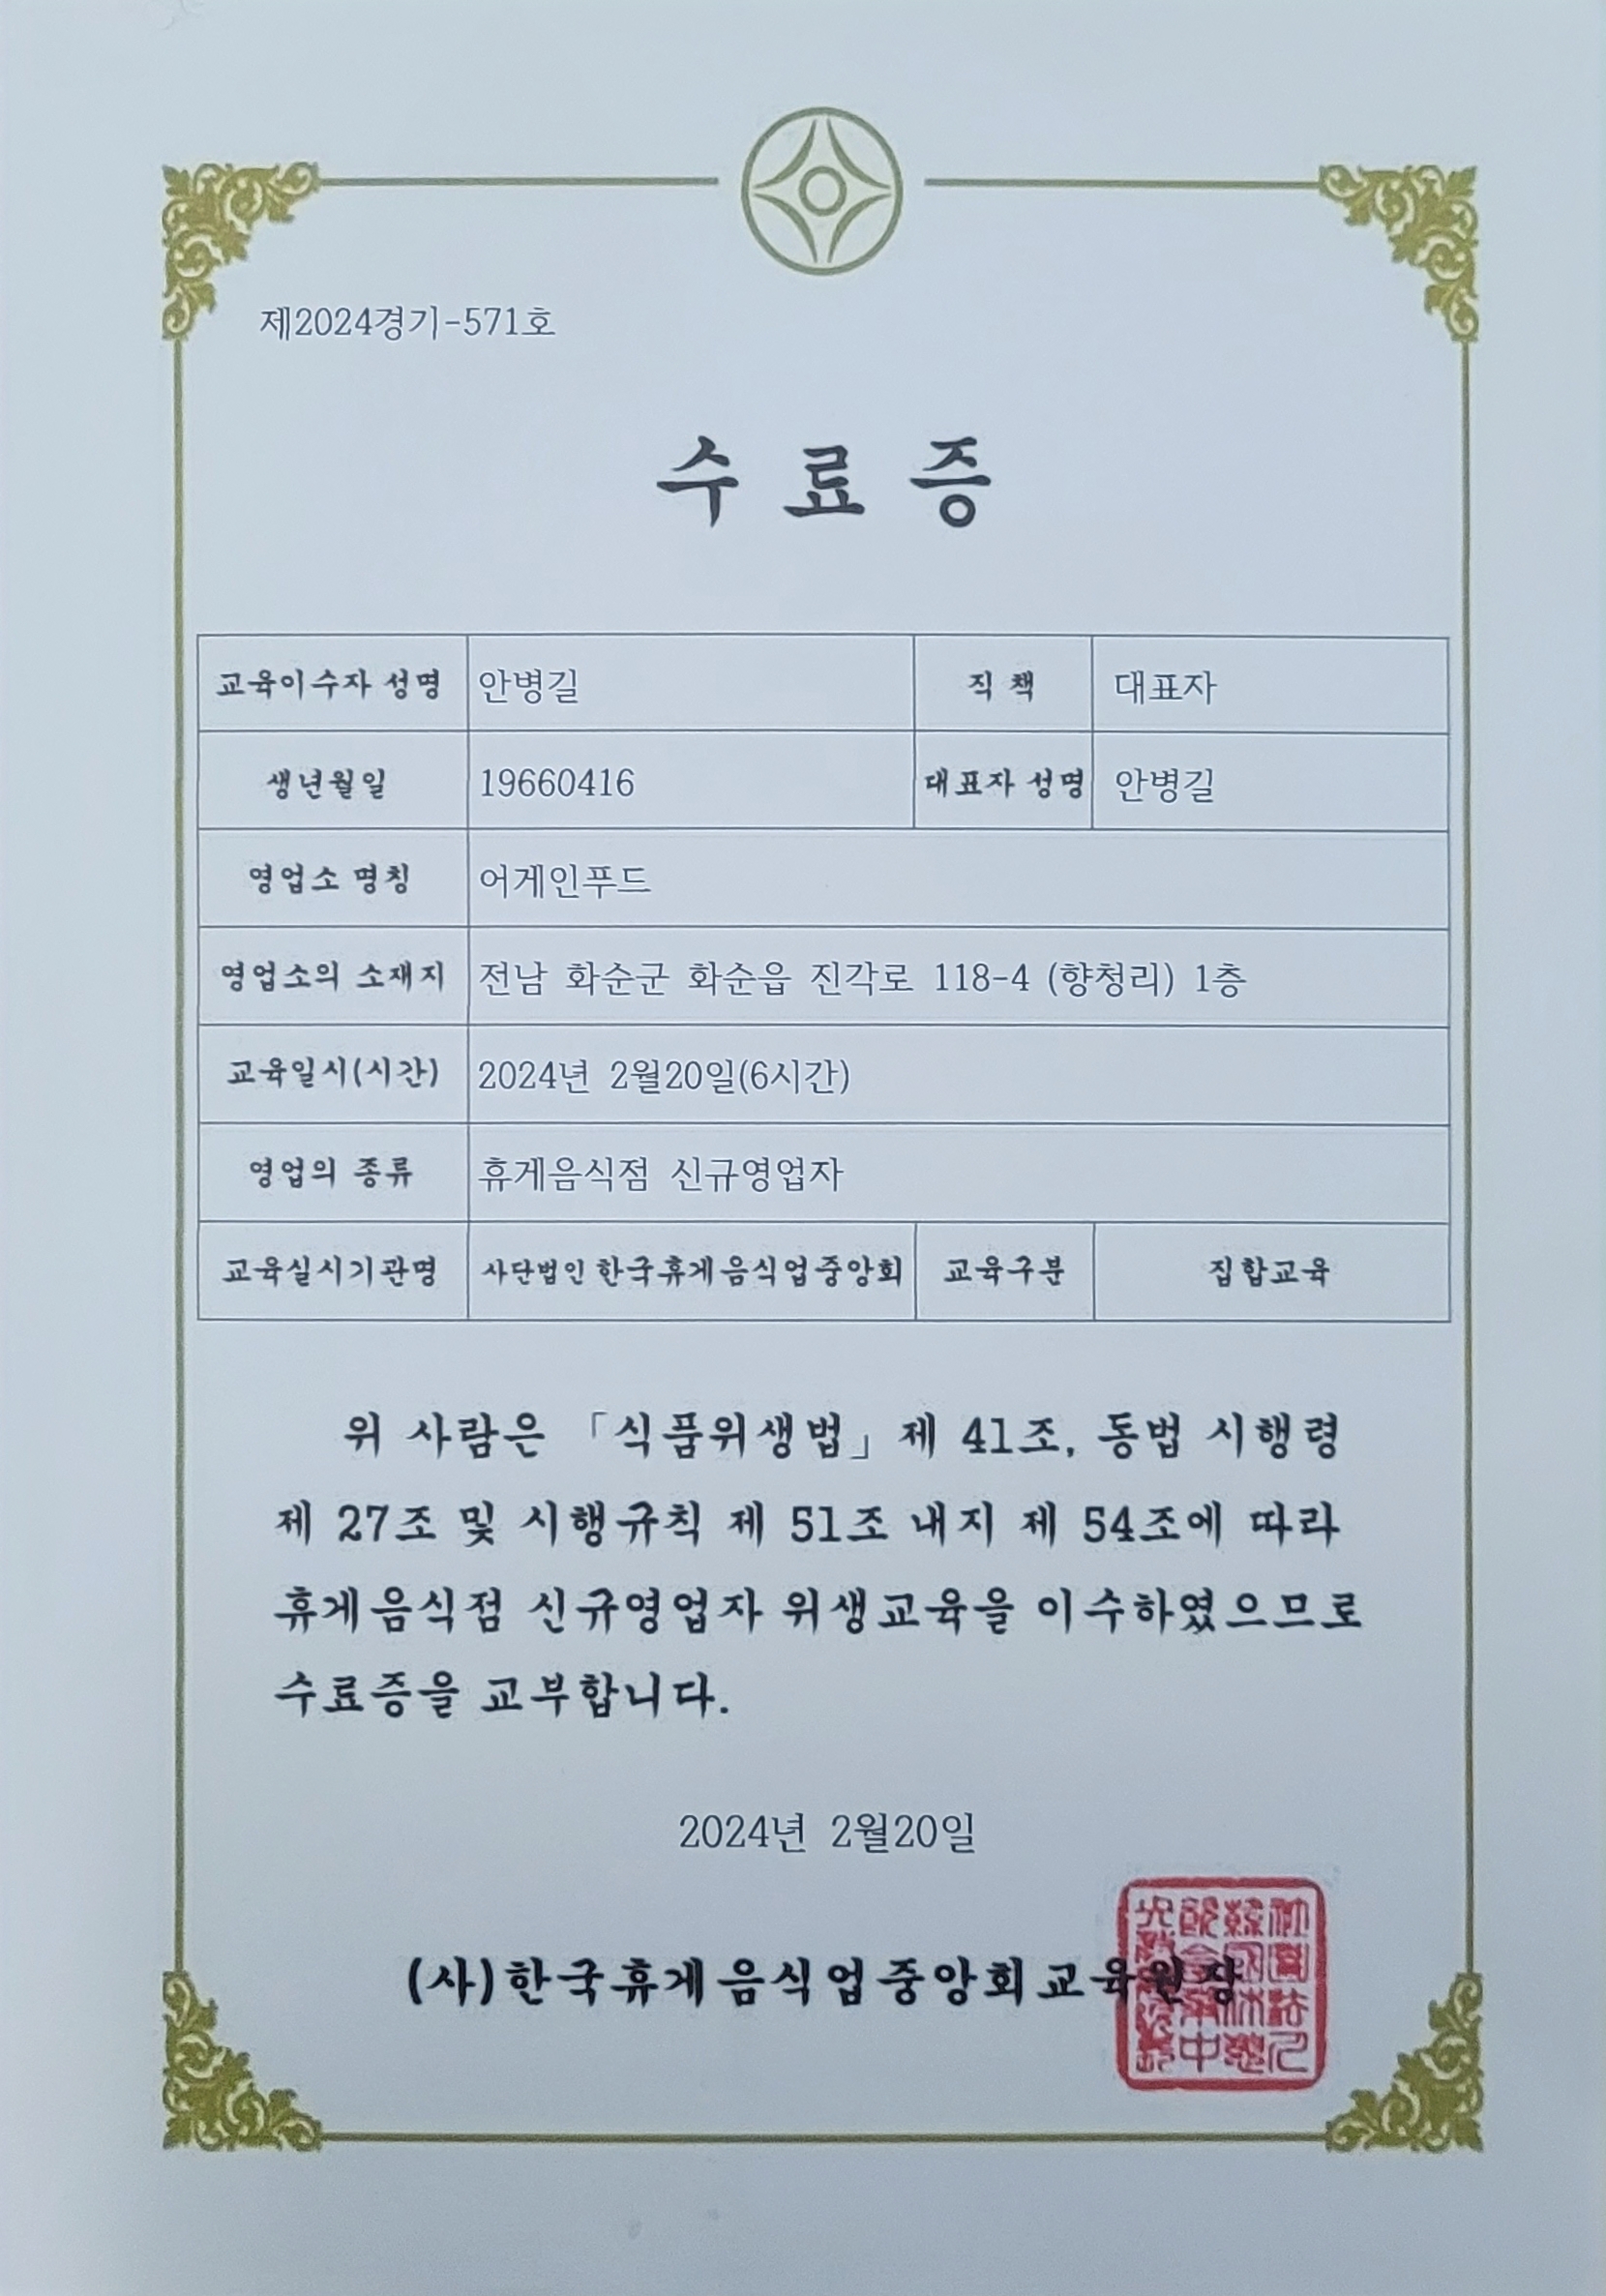 제2024경기-571호
수 료 증
교육이수자 성명 안병길 직 책 대표자
생년월일 19660416 대표자 성명 안병길
영업소 명칭 어게인푸드
영업소의 소재지 전남 화순군 화순읍 진각로 118-4 (향청리) 1층
교육일시(시간) 2024년 2월20일(6시간)
영업의 종류 휴게음식점 신규영업자
교육실시기관명 사단법인 한국휴게음식업중앙회 교육구분 집합교육
위 사람은 「식품위생법」 제 41조, 동법 시행령
제 27조 및 시행규칙 제 51조 내지 제 54조에 따라
휴게음식점 신규영업자 위생교육을 이수하였으므로
수료증을 교부합니다.
2024년 2월20일
(사)한국휴게음식업중앙회교육원장